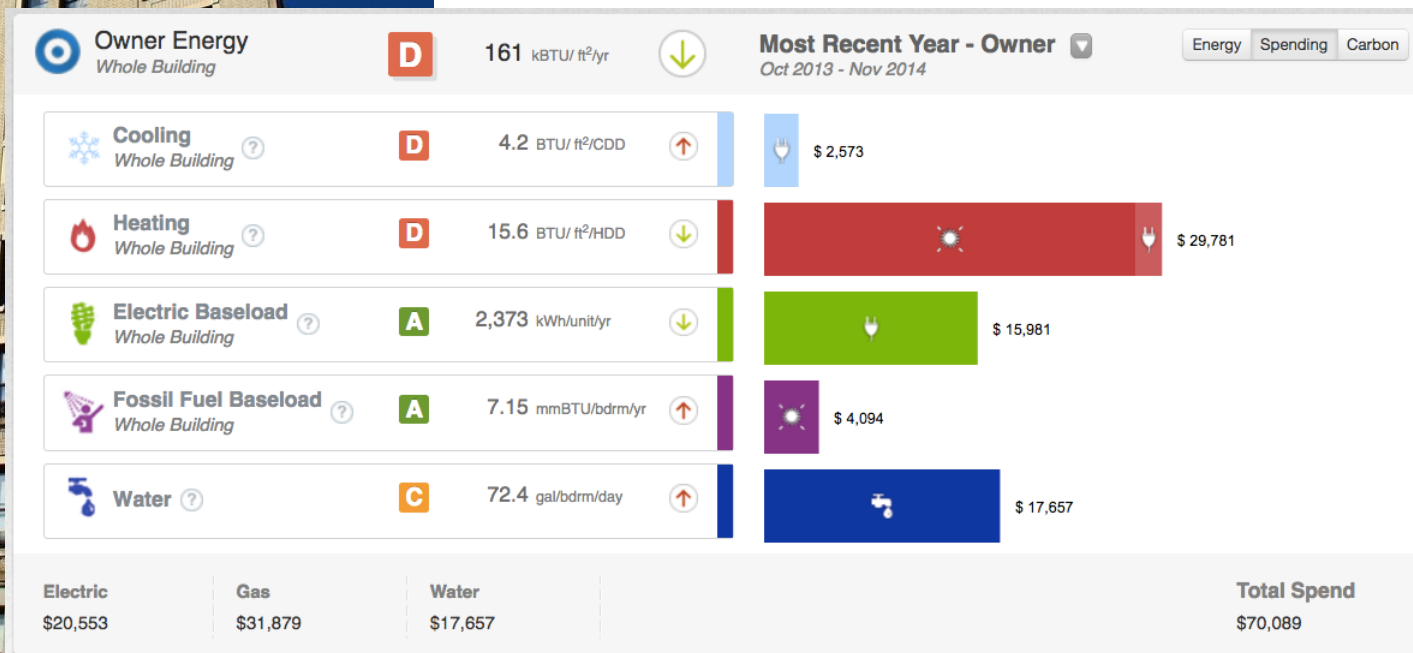 Owner Energy
Whole Building
D
161 kBTU/ ft²/yr
Most Recent Year - Owner
Oct 2013 - Nov 2014
Energy Spending Carbon
Cooling ?
Whole Building
D
4.2 BTU/ ft²/CDD
$ 2,573
Heating ?
Whole Building
D
15.6 BTU/ ft²/HDD
$ 29,781
Electric Baseload ?
Whole Building
A
2,373 kWh/unit/yr
$ 15,981
Fossil Fuel Baseload ?
Whole Building
A
7.15 mmBTU/bdrm/yr
$ 4,094
Water ?
C
72.4 gal/bdrm/day
$ 17,657
Electric Gas Water Total Spend
$20,553 $31,879 $17,657 $70,089